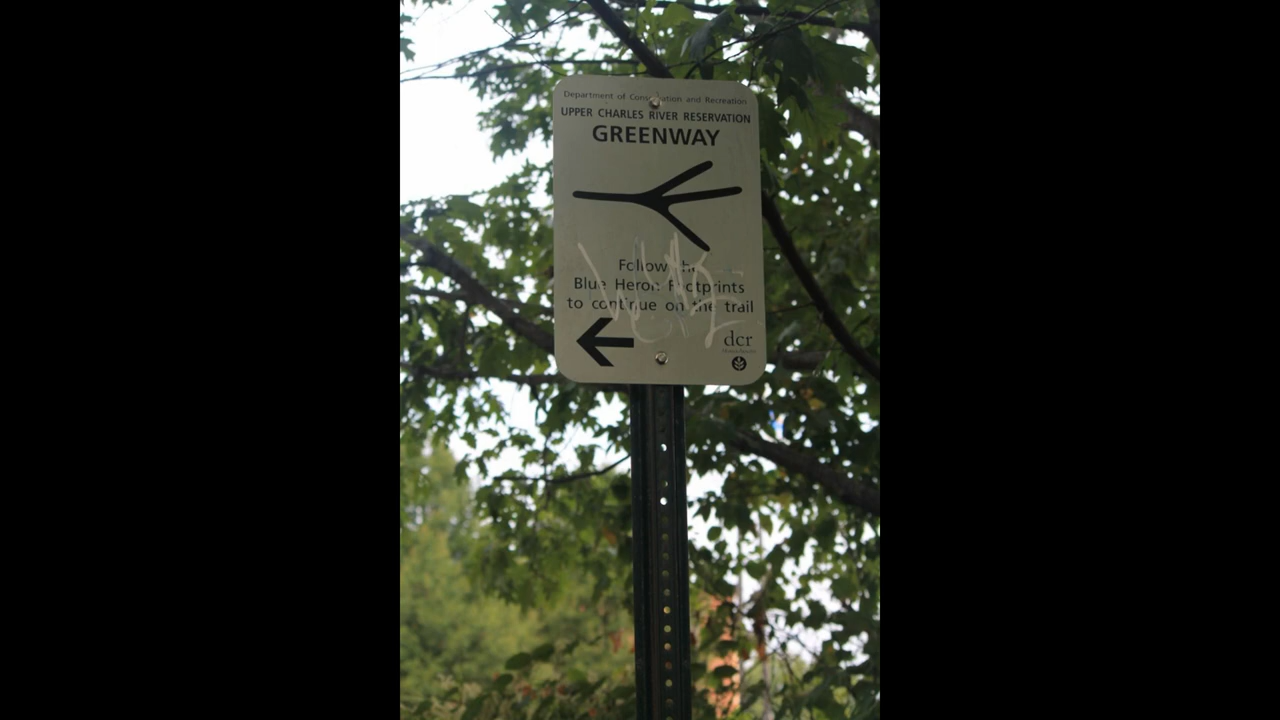 Department of Conservation and Recreation
UPPER CHARLES RIVER RESERVATION
GREENWAY
Follow the
Blue Heron Footprints
to continue on the trail
dcr